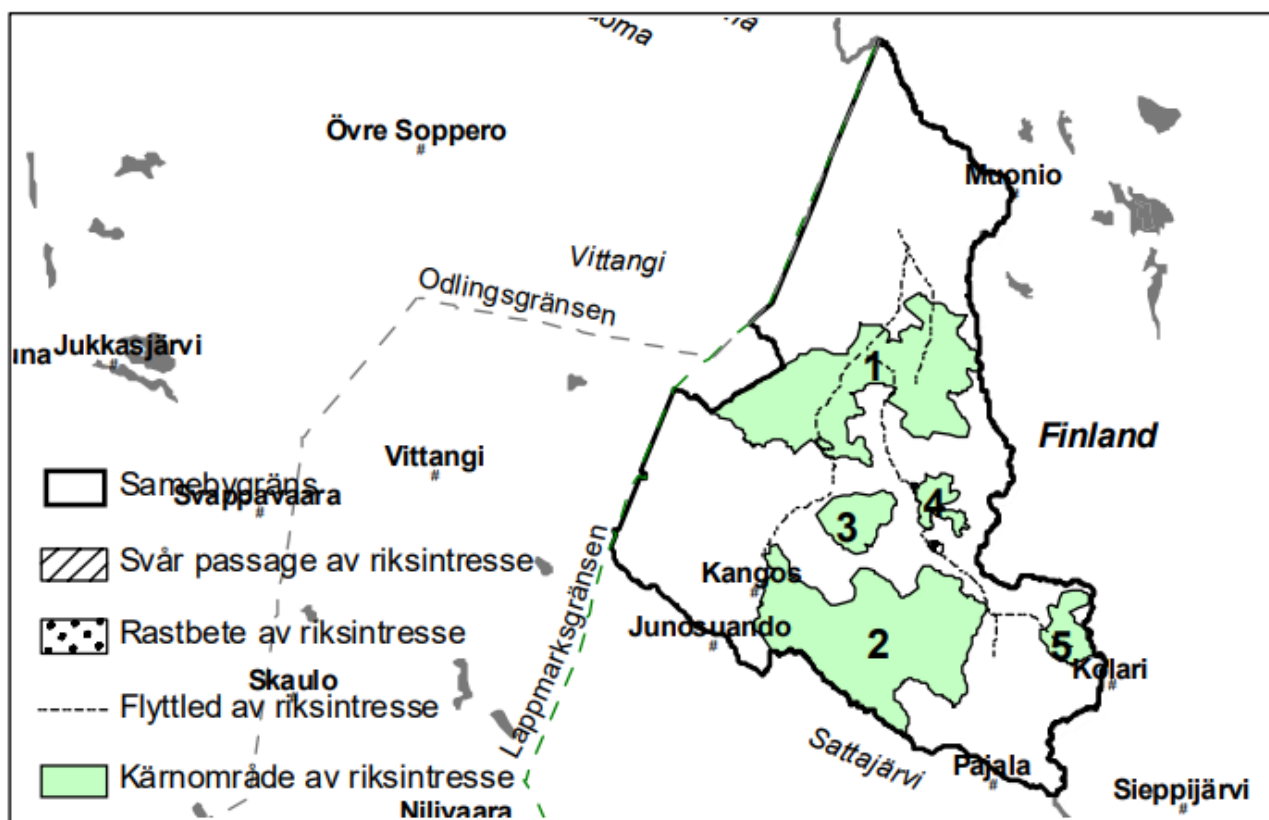 Övre Soppero
Muonio
Vittangi
Odlingsgränsen
Jukkasjärvi
1
Finland
Vittangi
Samebygräns
Svappavaara
4
3
Svår passage av riksintresse
Lappmarksgränsen
Kangos
Rastbete av riksintresse
Junosuando
2
5
Kolari
Skaulo
Flyttled av riksintresse
Sattajärvi
Pajala
Kärnområde av riksintresse
Sieppijärvi
Nilivaara